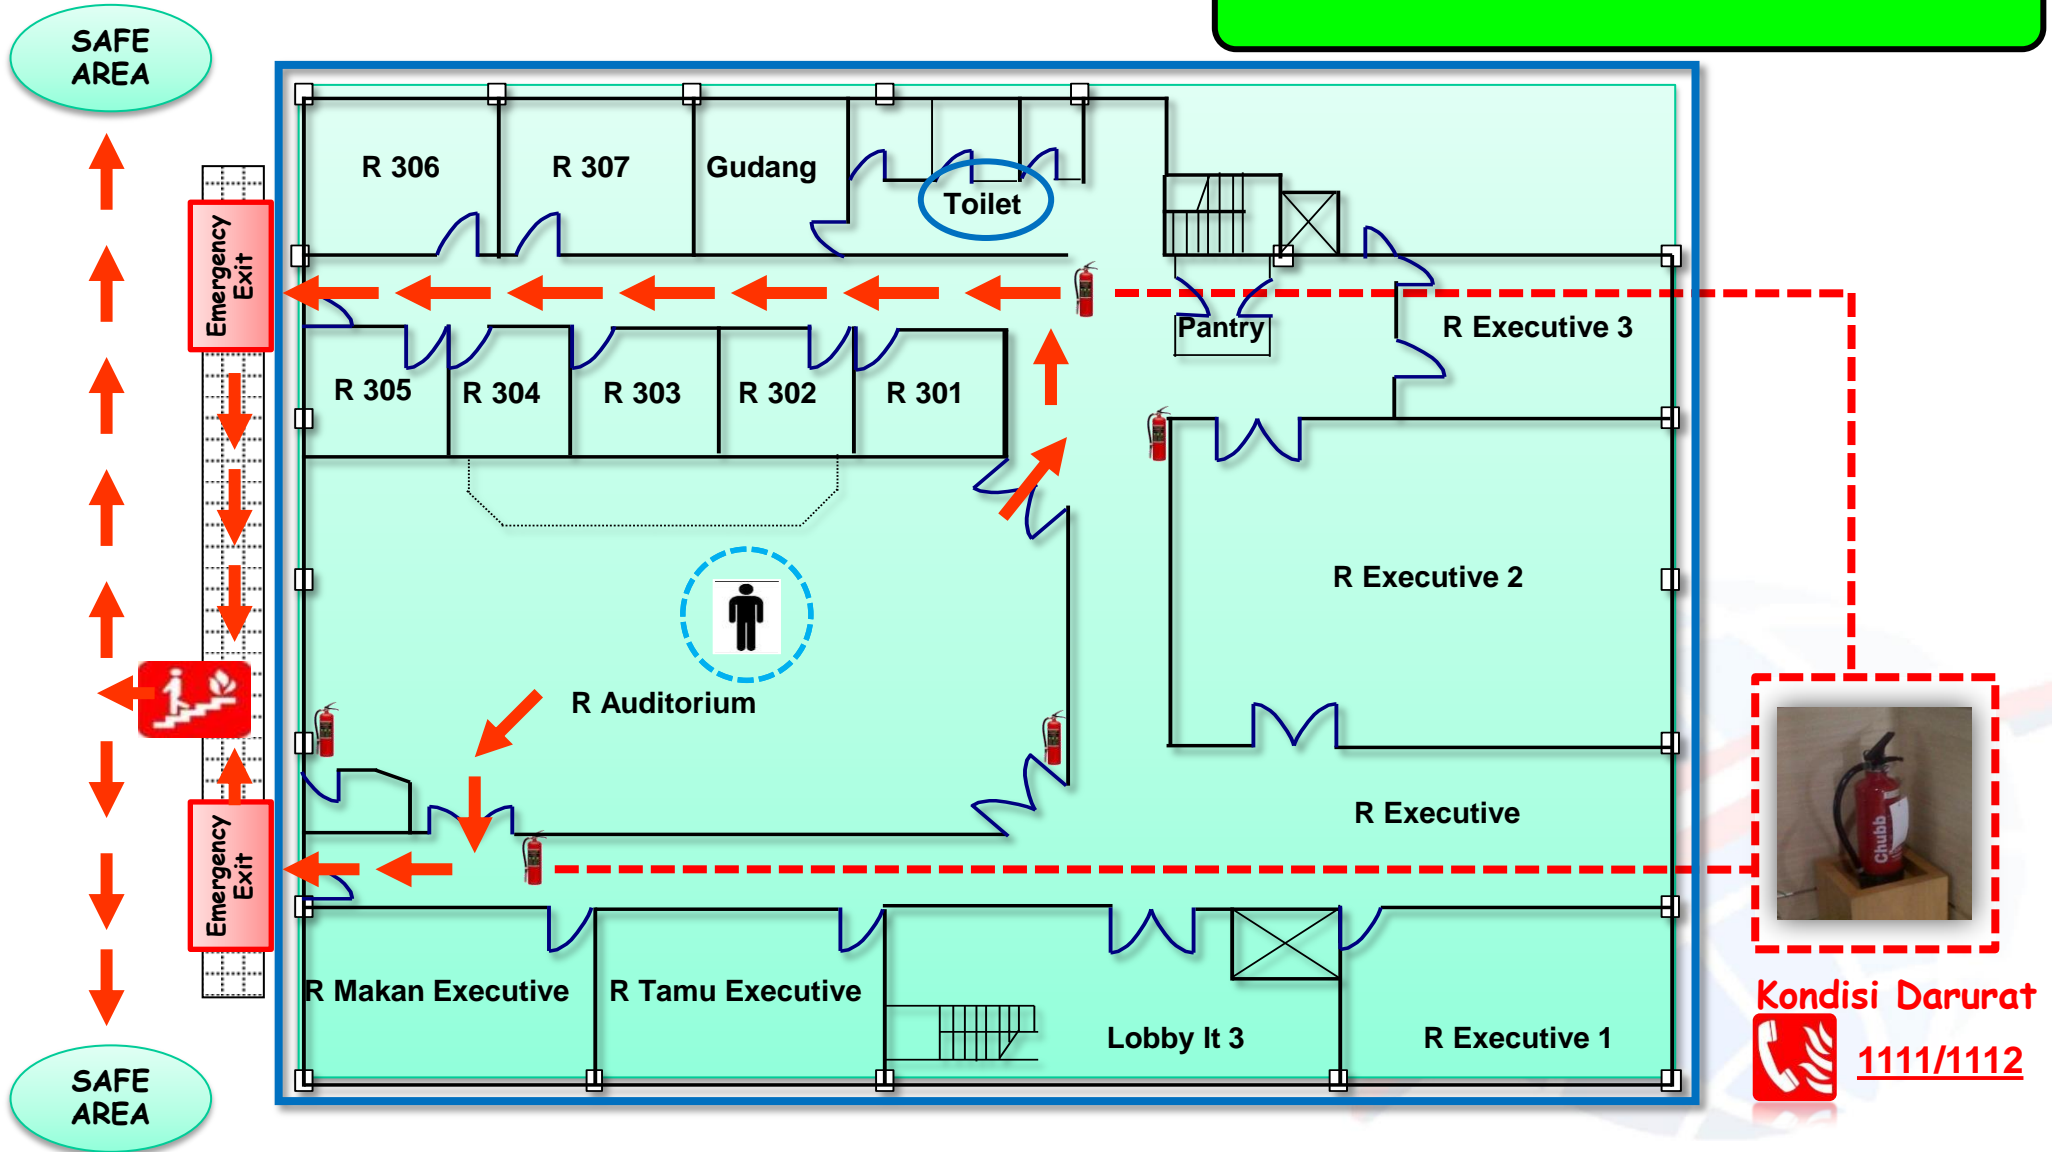 SAFE
AREA
R 306
R 307
Gudang
Toilet
Emergency
Exit
Pantry
R Executive 3
R 305
R 304
R 303
R 302
R 301
R Executive 2
R Auditorium
R Executive
Chubb
Emergency
Exit
R Makan Executive
R Tamu Executive
Lobby lt 3
R Executive 1
Kondisi Darurat
1111/1112
SAFE
AREA